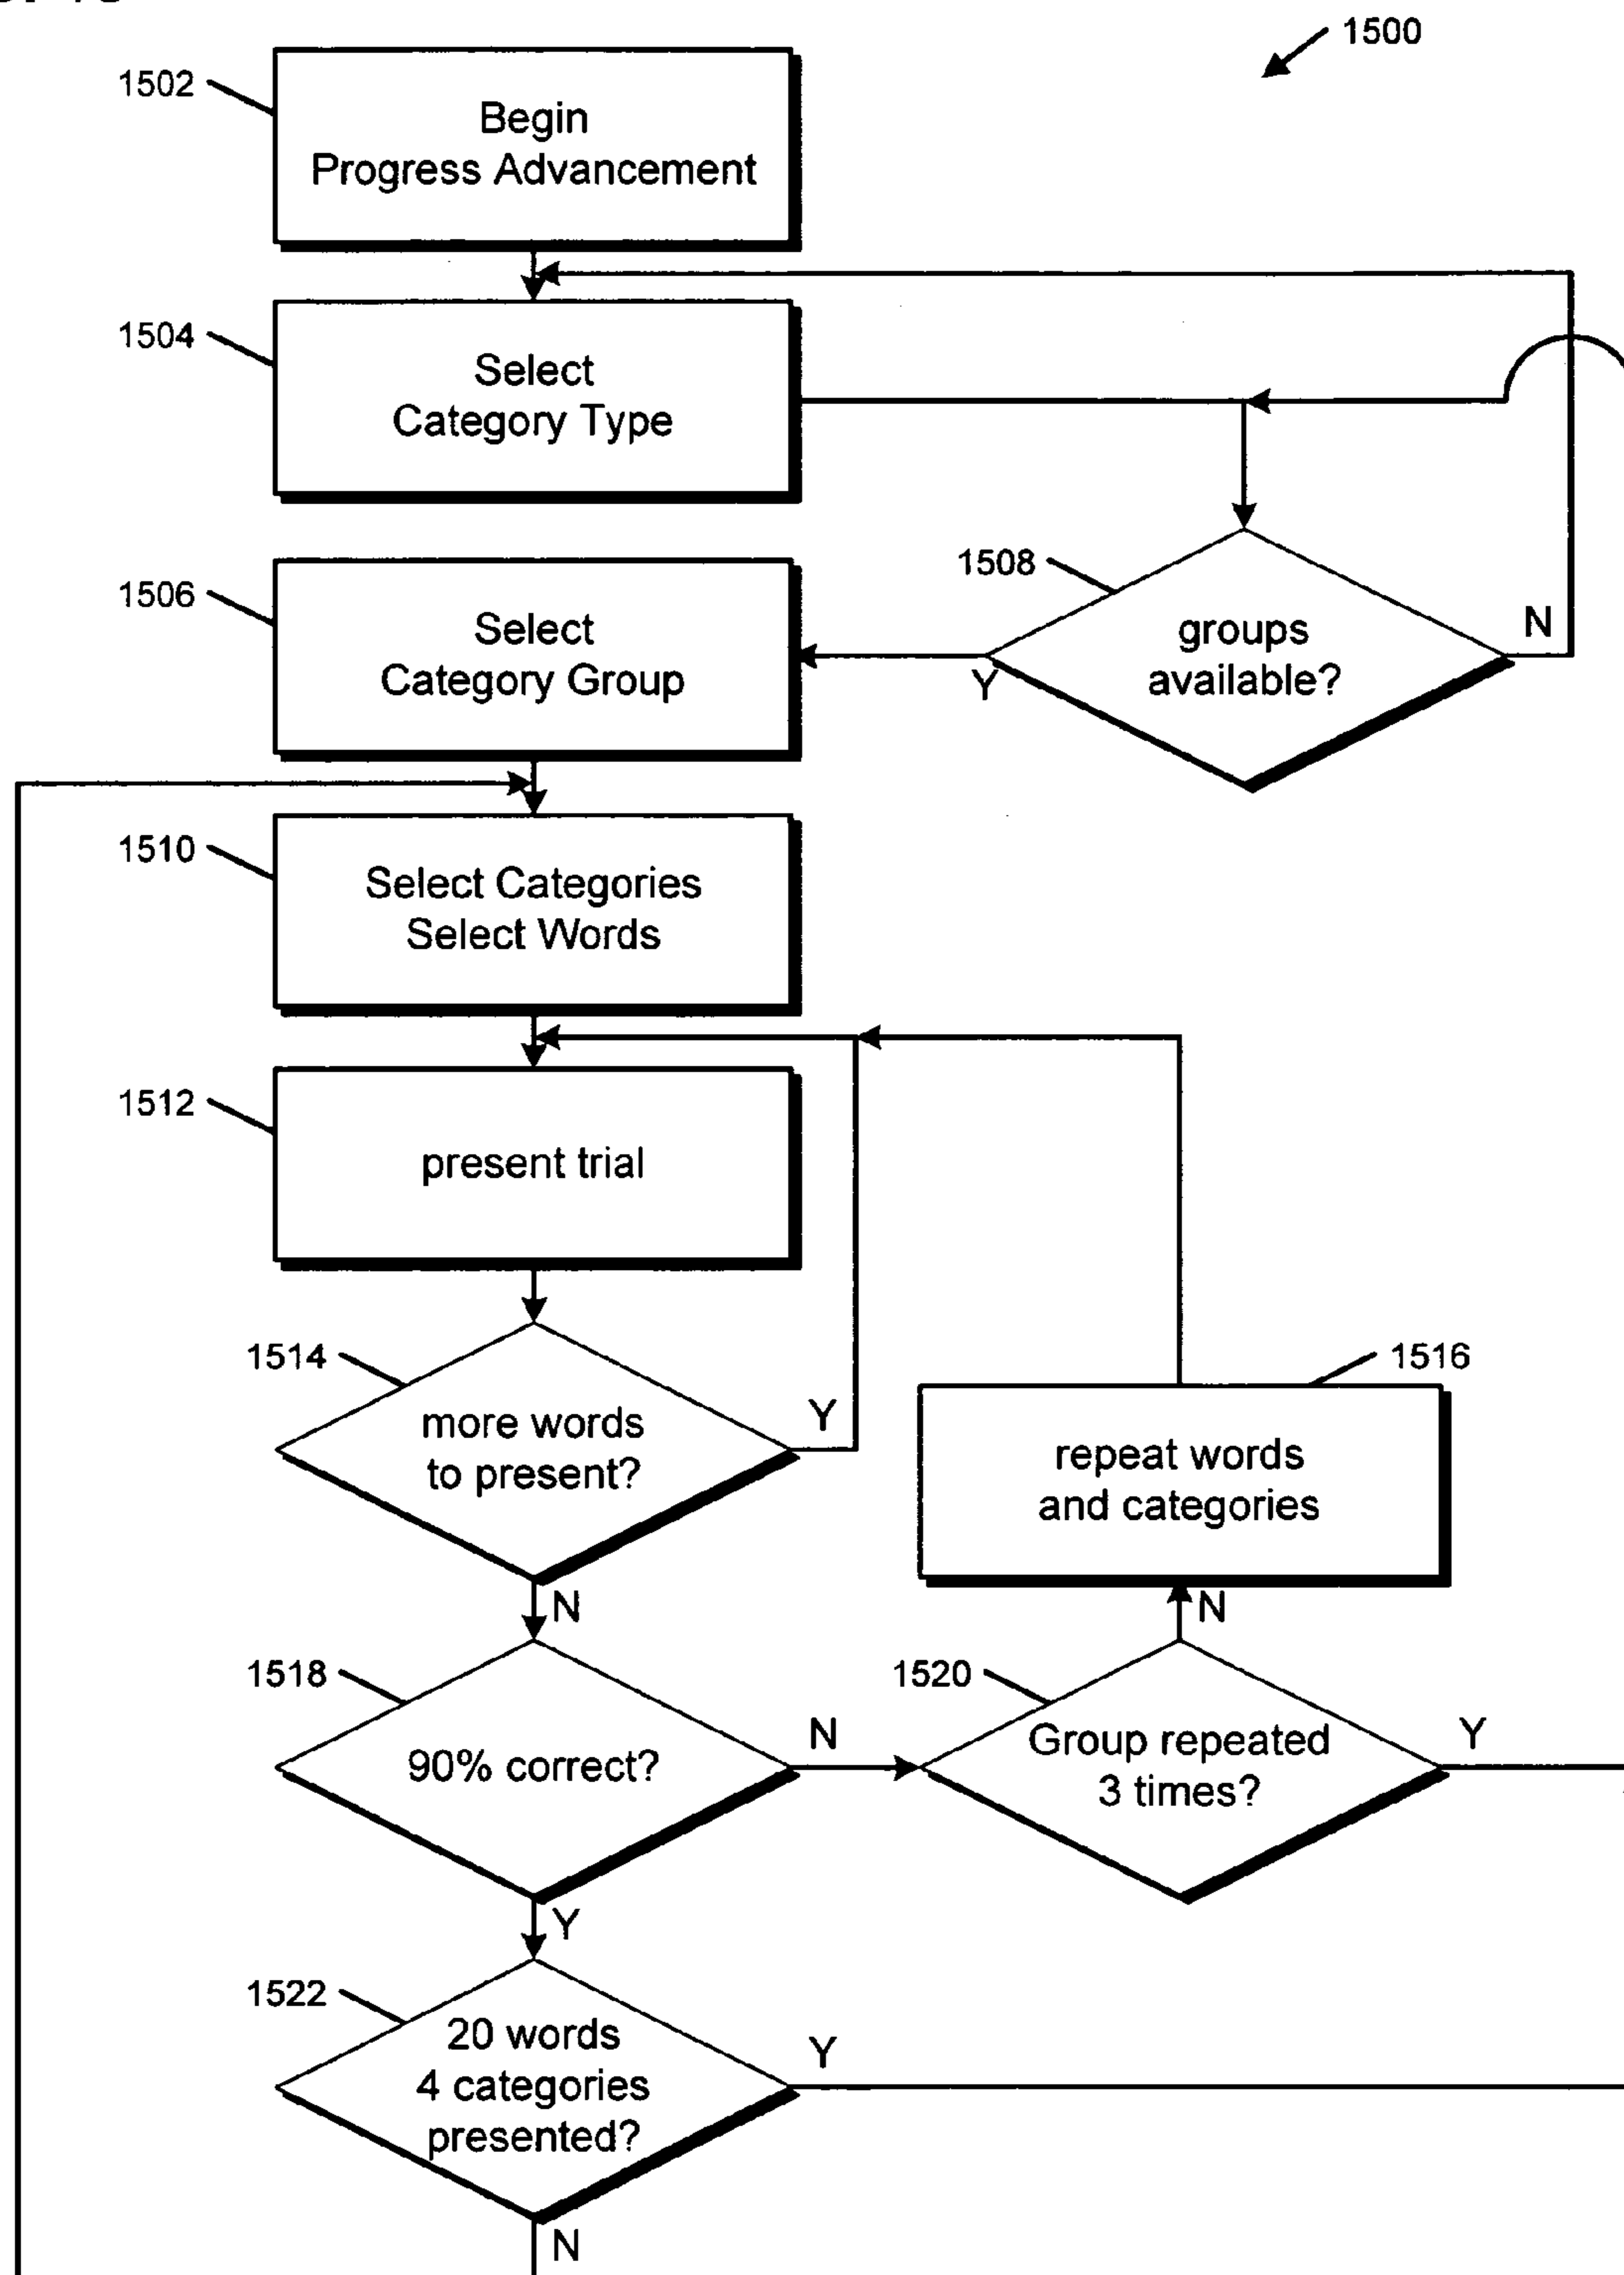 1500
1502
Begin
Progress Advancement
1504
Select
Category Type
1506
Select
Category Group
1508
groups
available?
N
Y
1510
Select Categories
Select Words
1512
present trial
1514
more words
to present?
Y
1516
repeat words
and categories
N
N
1518
90% correct?
N
1520
Group repeated
3 times?
Y
Y
1522
20 words
4 categories
presented?
Y
N